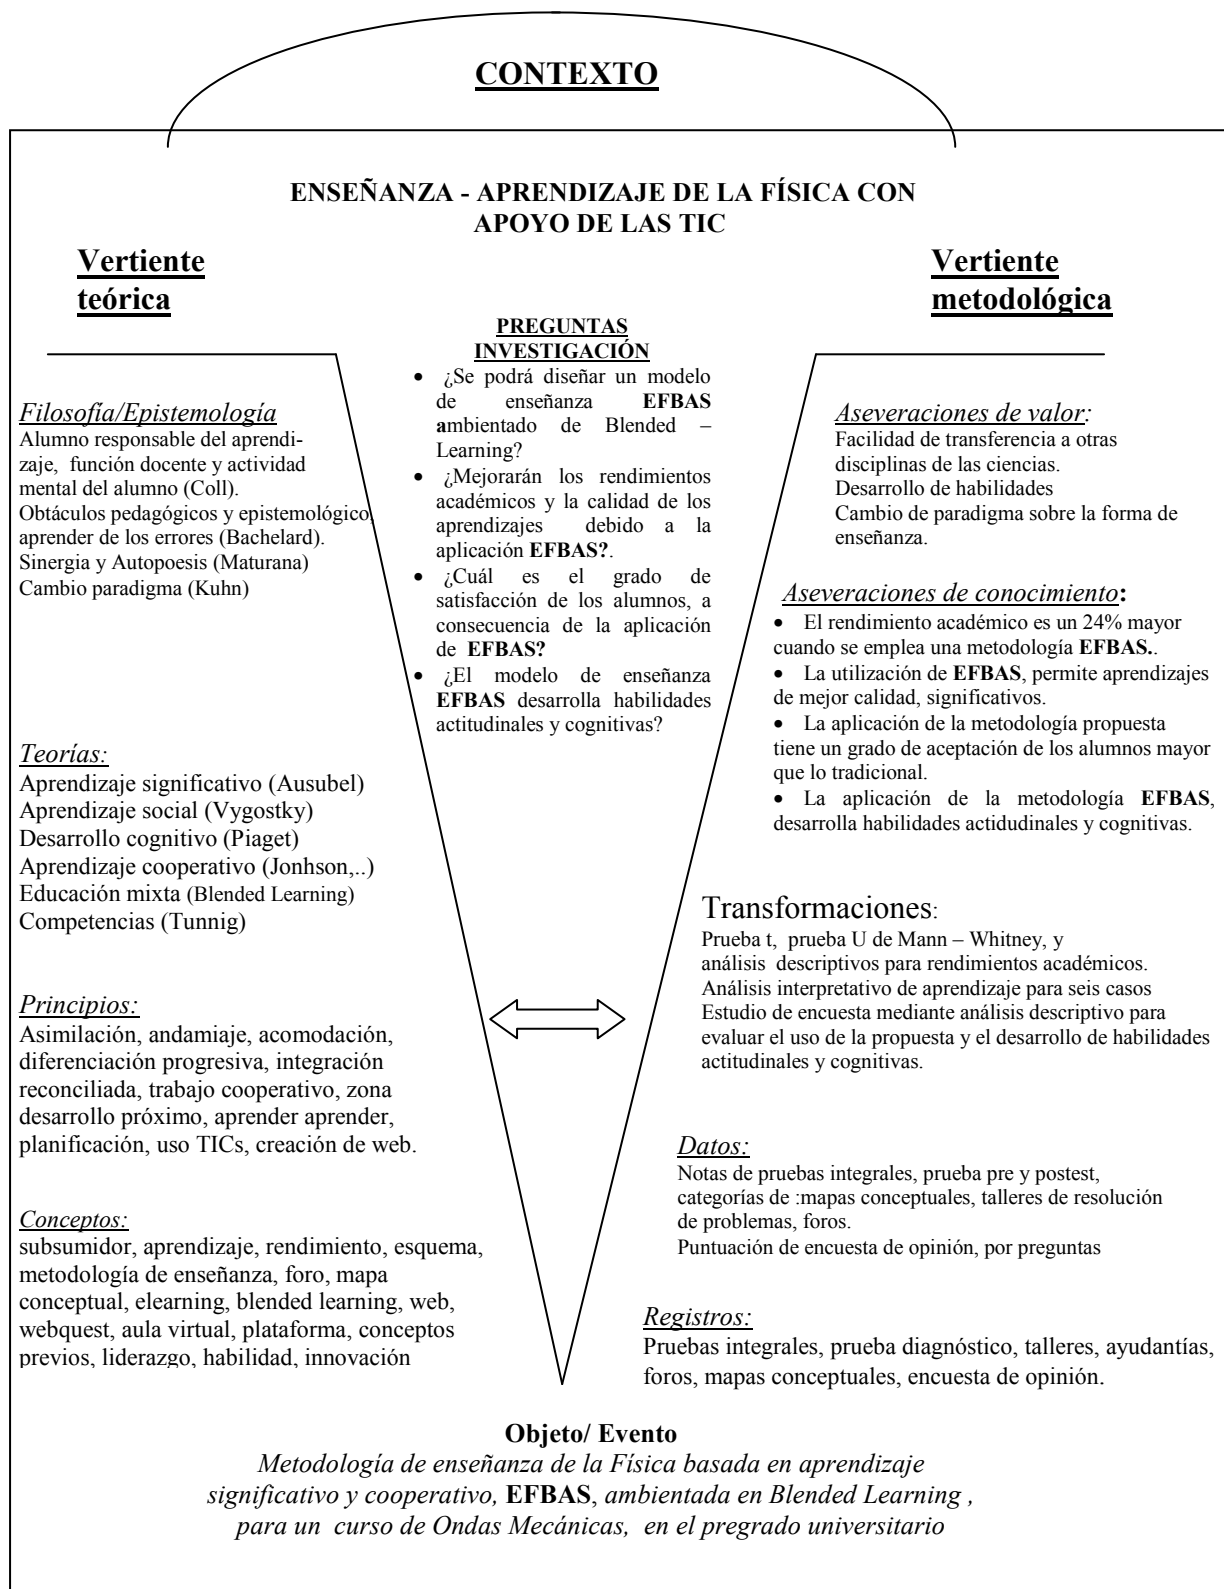 CONTEXTO
ENSEÑANZA - APRENDIZAJE DE LA FÍSICA CON
APOYO DE LAS TIC
Vertiente
teórica
Filosofía/Epistemología
Alumno responsable del aprendi-
zaje, función docente y actividad
mental del alumno (Coll).
Obtáculos pedagógicos y epistemológico,
aprender de los errores (Bachelard).
Sinergia y Autopoesis (Maturana)
Cambio paradigma (Kuhn)
Teorías:
Aprendizaje significativo (Ausubel)
Aprendizaje social (Vygostky)
Desarrollo cognitivo (Piaget)
Aprendizaje cooperativo (Jonhson,..)
Educación mixta (Blended Learning)
Competencias (Tunnig)
Principios:
Asimilación, andamiaje, acomodación,
diferenciación progresiva, integración
reconciliada, trabajo cooperativo, zona
desarrollo próximo, aprender aprender,
planificación, uso TICs, creación de web.
Conceptos:
subsumidor, aprendizaje, rendimiento, esquema,
metodología de enseñanza, foro, mapa
conceptual, elearning, blended learning, web,
webquest, aula virtual, plataforma, conceptos
previos, liderazgo, habilidad, innovación
PREGUNTAS
INVESTIGACIÓN
• ¿Se podrá diseñar un modelo
de enseñanza EFBAS
ambientado de Blended –
Learning?
• ¿Mejorarán los rendimientos
académicos y la calidad de los
aprendizajes debido a la
aplicación EFBAS?.
• ¿Cuál es el grado de
satisfacción de los alumnos, a
consecuencia de la aplicación
de EFBAS?
• ¿El modelo de enseñanza
EFBAS desarrolla habilidades
actitudinales y cognitivas?
Vertiente
metodológica
Aseveraciones de valor:
Facilidad de transferencia a otras
disciplinas de las ciencias.
Desarrollo de habilidades
Cambio de paradigma sobre la forma de
enseñanza.
Aseveraciones de conocimiento:
• El rendimiento académico es un 24% mayor
cuando se emplea una metodología EFBAS..
• La utilización de EFBAS, permite aprendizajes
de mejor calidad, significativos.
• La aplicación de la metodología propuesta
tiene un grado de aceptación de los alumnos mayor
que lo tradicional.
• La aplicación de la metodología EFBAS,
desarrolla habilidades actidudinales y cognitivas.
Transformaciones:
Prueba t, prueba U de Mann – Whitney, y
análisis descriptivos para rendimientos académicos.
Análisis interpretativo de aprendizaje para seis casos
Estudio de encuesta mediante análisis descriptivo para
evaluar el uso de la propuesta y el desarrollo de habilidades
actitudinales y cognitivas.
Datos:
Notas de pruebas integrales, prueba pre y postest,
categorías de :mapas conceptuales, talleres de resolución
de problemas, foros.
Puntuación de encuesta de opinión, por preguntas
Registros:
Pruebas integrales, prueba diagnóstico, talleres, ayudantías,
foros, mapas conceptuales, encuesta de opinión.
Objeto/ Evento
Metodología de enseñanza de la Física basada en aprendizaje
significativo y cooperativo, EFBAS, ambientada en Blended Learning ,
para un curso de Ondas Mecánicas, en el pregrado universitario